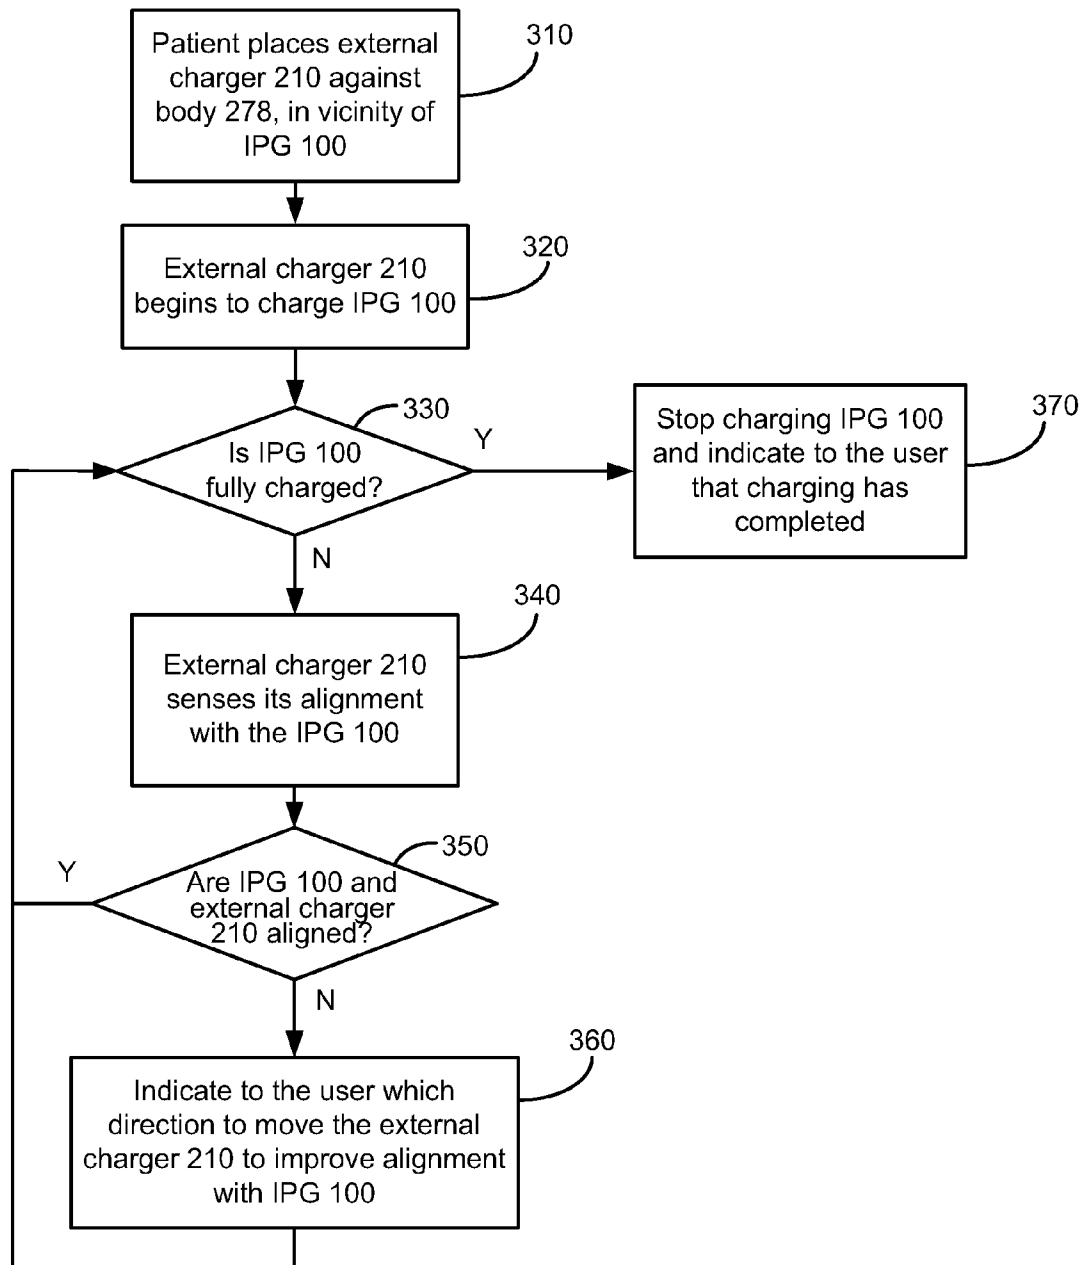 Patient places external
charger 210 against
body 278, in vicinity of
IPG 100
310
External charger 210
begins to charge IPG 100
320
330
Is IPG 100
fully charged?
Y
N
Stop charging IPG 100
and indicate to the user
that charging has
completed
370
340
External charger 210
senses its alignment
with the IPG 100
350
Y
Are IPG 100 and
external charger
210 aligned?
N
360
Indicate to the user which
direction to move the external
charger 210 to improve alignment
with IPG 100